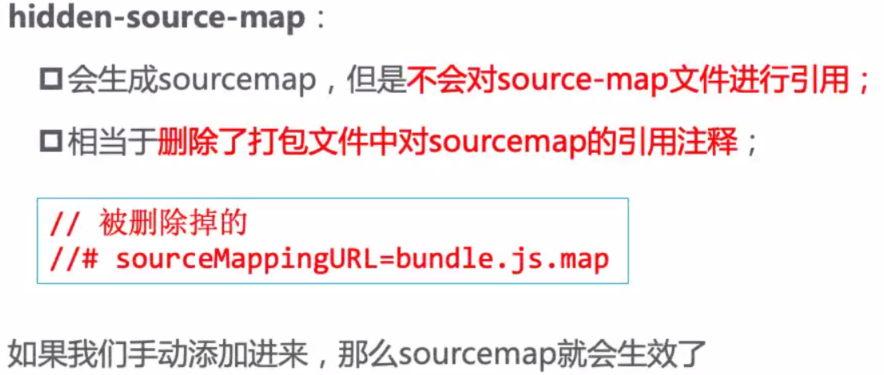 hidden-source-map：
会生成sourcemap，但是不会对source-map文件进行引用；
相当于删除了打包文件中对sourcemap的引用注释；
// 被删除掉的
//# sourceMappingURL=bundle.js.map
如果我们手动添加进来，那么sourcemap就会生效了